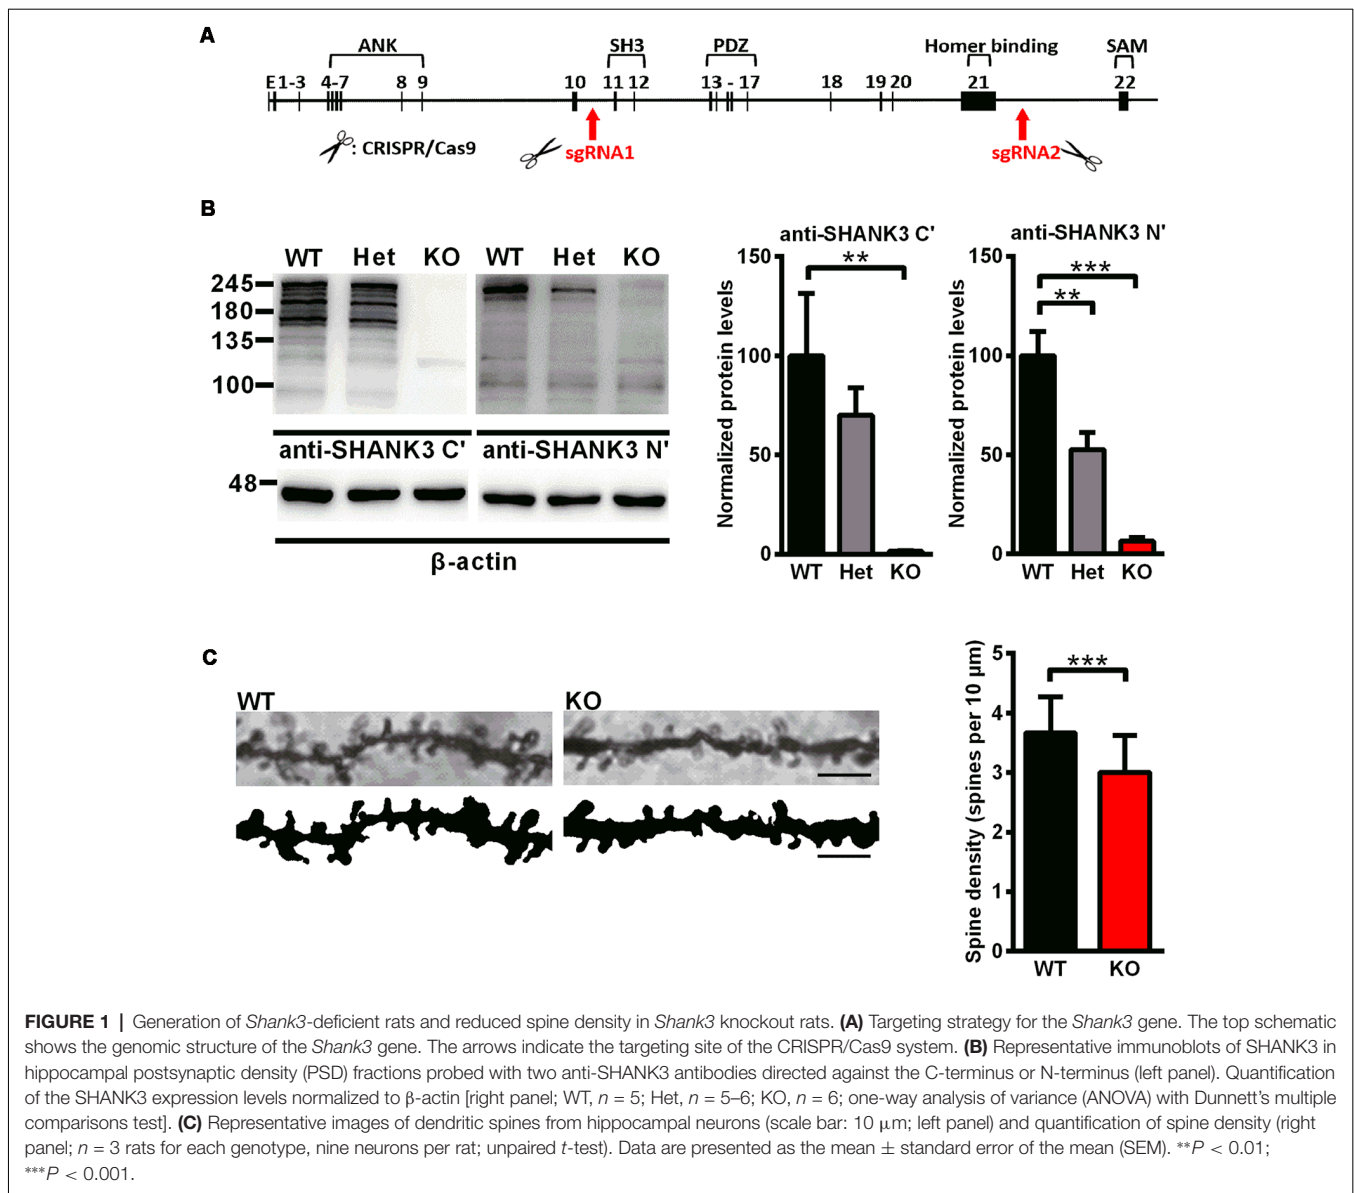 A
ANK SH3 PDZ Homer binding SAM
E1-3 4-7 8 9 10 11 12 13 - 17 18 19 20 21 22
: CRISPR/Cas9 sgRNA1 sgRNA2
B
WT Het KO WT Het KO
245
180
135
100
anti-SHANK3 C' anti-SHANK3 N'
48
β-actin
anti-SHANK3 C'
Normalized protein levels
150
100
50
0
**
WT Het KO
anti-SHANK3 N'
Normalized protein levels
150
100
50
0
***
**
WT Het KO
C
WT KO
Spine density (spines per 10 μm)
5
4
3
2
1
0
***
WT KO
FIGURE 1 | Generation of Shank3-deficient rats and reduced spine density in Shank3 knockout rats. (A) Targeting strategy for the Shank3 gene. The top schematic
shows the genomic structure of the Shank3 gene. The arrows indicate the targeting site of the CRISPR/Cas9 system. (B) Representative immunoblots of SHANK3 in
hippocampal postsynaptic density (PSD) fractions probed with two anti-SHANK3 antibodies directed against the C-terminus or N-terminus (left panel). Quantification
of the SHANK3 expression levels normalized to β-actin [right panel; WT, n = 5; Het, n = 5–6; KO, n = 6; one-way analysis of variance (ANOVA) with Dunnett's multiple
comparisons test]. (C) Representative images of dendritic spines from hippocampal neurons (scale bar: 10 μm; left panel) and quantification of spine density (right
panel; n = 3 rats for each genotype, nine neurons per rat; unpaired t-test). Data are presented as the mean ± standard error of the mean (SEM). **P < 0.01;
***P < 0.001.